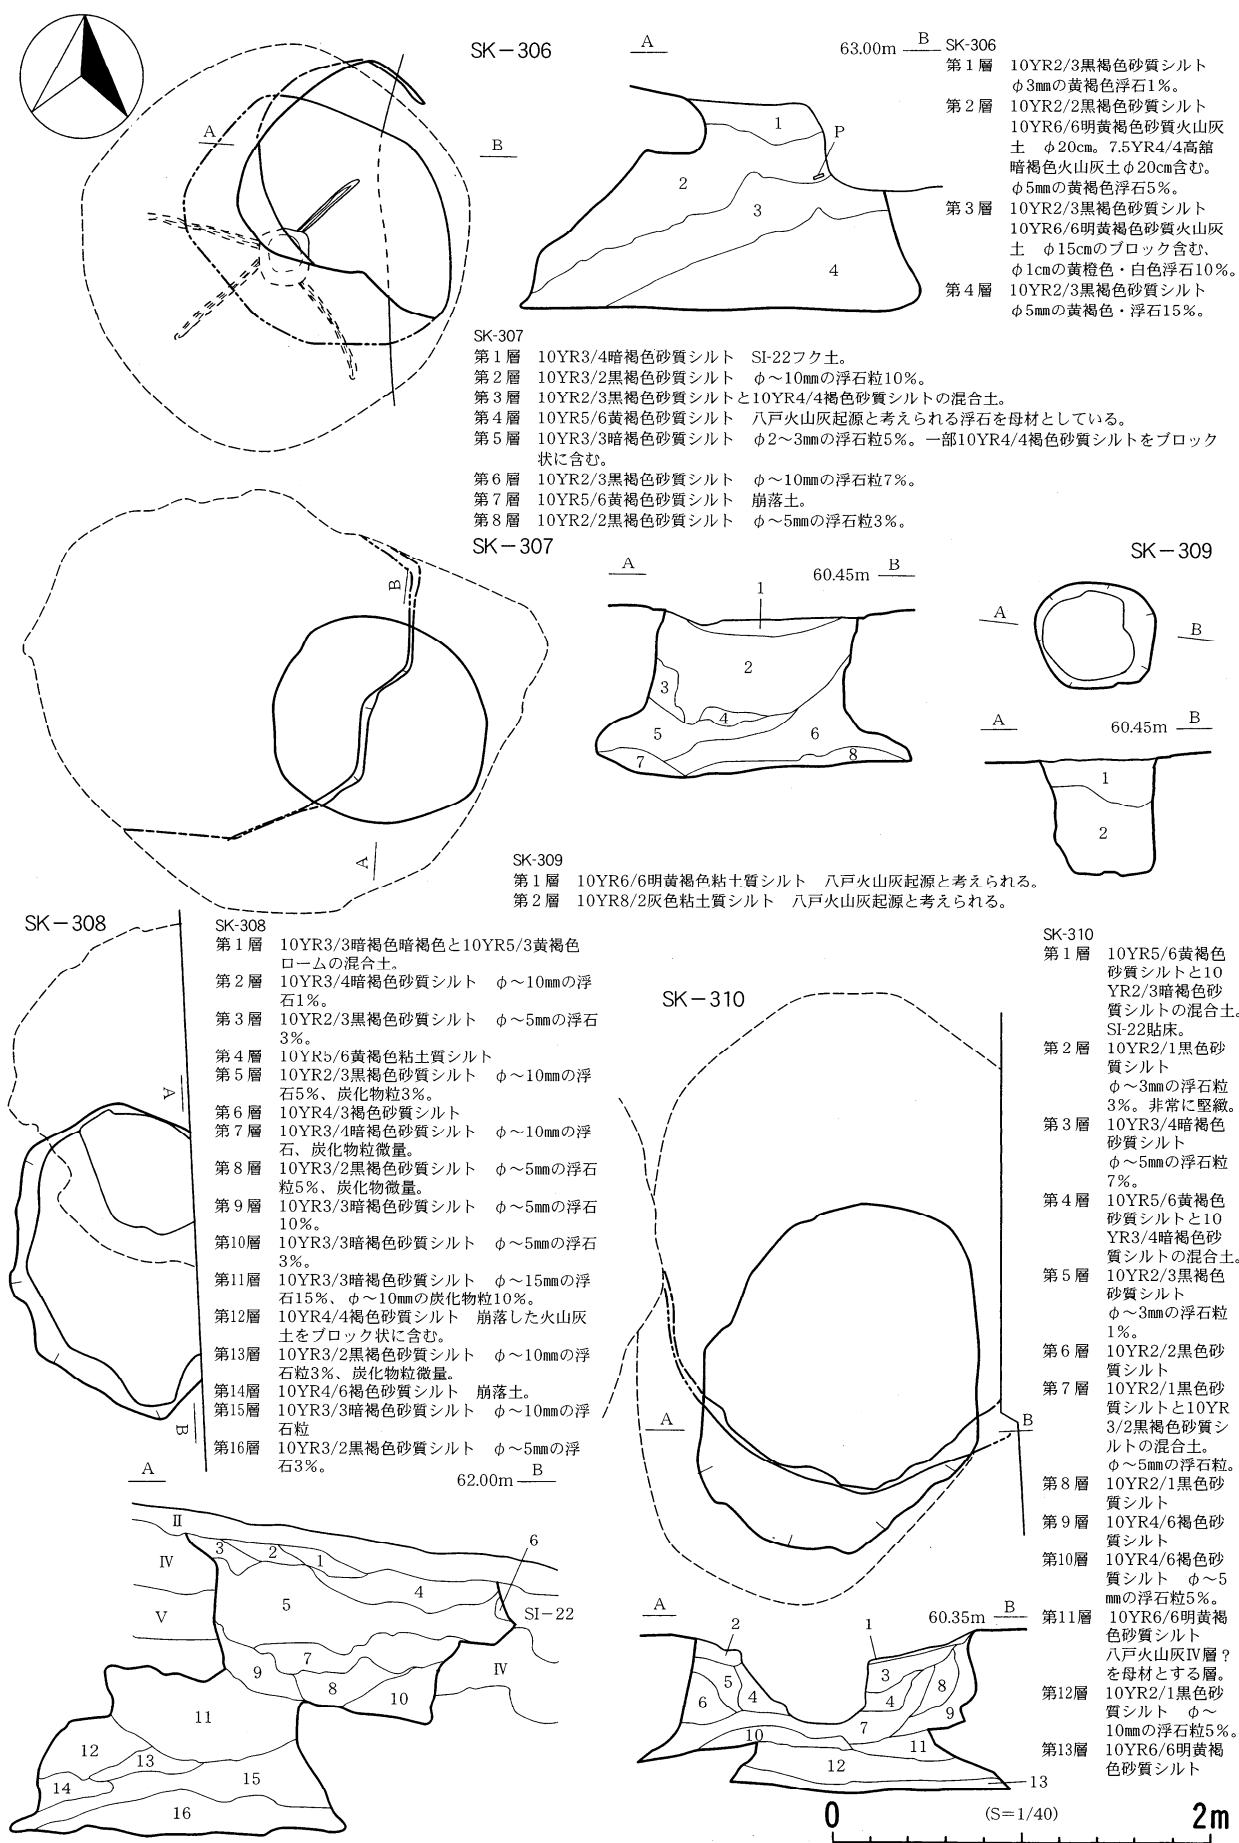 SK－306
A
63.00m
B
A
B
1
P
2
3
4
SK-306
第1層　10YR2/3黒褐色砂質シルト
φ3㎜の黄褐色浮石1%。
第2層　10YR2/2黒褐色砂質シルト
10YR6/6明黄褐色砂質火山灰
土　φ20㎝。7.5YR4/4高舘
暗褐色火山灰土φ20㎝含む。
φ5㎜の黄褐色浮石5%。
第3層　10YR2/3黒褐色砂質シルト
10YR6/6明黄褐色砂質火山灰
土　φ15㎝のブロック含む、
φ1㎝の黄橙色・白色浮石10%。
第4層　10YR2/3黒褐色砂質シルト
φ5㎜の黄褐色・浮石15%。
SK-307
第1層　10YR3/4暗褐色砂質シルト　SI-22フク土。
第2層　10YR3/2黒褐色砂質シルト　φ～10㎜の浮石粒10%。
第3層　10YR2/3黒褐色砂質シルトと10YR4/4褐色砂質シルトの混合土。
第4層　10YR5/6黄褐色砂質シルト　八戸火山灰起源と考えられる浮石を母材としている。
第5層　10YR3/3暗褐色砂質シルト　φ2～3㎜の浮石粒5%。一部10YR4/4褐色砂質シルトをブロック
状に含む。
第6層　10YR2/3黒褐色砂質シルト　φ～10㎜の浮石粒7%。
第7層　10YR5/6黄褐色砂質シルト　崩落土。
第8層　10YR2/2黒褐色砂質シルト　φ～5㎜の浮石粒3%。
SK－307
B
A
A
60.45m
B
1
2
3
4
5
6
7
8
SK－309
A
B
A
60.45m
B
1
2
SK-309
第1層　10YR6/6明黄褐色粘土質シルト　八戸火山灰起源と考えられる。
第2層　10YR8/2灰色粘土質シルト　八戸火山灰起源と考えられる。
SK－308
A
B
SK-308
第1層　10YR3/3暗褐色暗褐色と10YR5/3黄褐色
ロームの混合土。
第2層　10YR3/4暗褐色砂質シルト　φ～10㎜の浮
石1%。
第3層　10YR2/3黒褐色砂質シルト　φ～5㎜の浮石
3%。
第4層　10YR5/6黄褐色粘土質シルト
第5層　10YR2/3黒褐色砂質シルト　φ～10㎜の浮
石5%、炭化物粒3%。
第6層　10YR4/3褐色砂質シルト
第7層　10YR3/4暗褐色砂質シルト　φ～10㎜の浮
石、炭化物粒微量。
第8層　10YR3/2黒褐色砂質シルト　φ～5㎜の浮石
粒5%、炭化物微量。
第9層　10YR3/3暗褐色砂質シルト　φ～5㎜の浮石
10%。
第10層　10YR3/3暗褐色砂質シルト　φ～5㎜の浮石
3%。
第11層　10YR3/3暗褐色砂質シルト　φ～15㎜の浮
石15%、φ～10㎜の炭化物粒10%。
第12層　10YR4/4褐色砂質シルト　崩落した火山灰
土をブロック状に含む。
第13層　10YR3/2黒褐色砂質シルト　φ～10㎜の浮
石粒3%、炭化物粒微量。
第14層　10YR4/6褐色砂質シルト　崩落土。
第15層　10YR3/3暗褐色砂質シルト　φ～10㎜の浮
石粒
第16層　10YR3/2黒褐色砂質シルト　φ～5㎜の浮
石3%。
A
62.00m
B
Ⅱ
Ⅳ
Ⅴ
3
2
1
4
5
6
SI－22
Ⅳ
7
8
9
10
11
12
13
14
15
16
SK－310
A
B
SK-310
第1層　10YR5/6黄褐色
砂質シルトと10
YR2/3暗褐色砂
質シルトの混合土。
SI-22貼床。
第2層　10YR2/1黒色砂
質シルト
φ～3㎜の浮石粒
3%。非常に堅緻。
第3層　10YR3/4暗褐色
砂質シルト
φ～5㎜の浮石粒
7%。
第4層　10YR5/6黄褐色
砂質シルトと10
YR3/4暗褐色砂
質シルトの混合土。
第5層　10YR2/3黒褐色
砂質シルト
φ～3㎜の浮石粒
1%。
第6層　10YR2/2黒色砂
質シルト
第7層　10YR2/1黒色砂
質シルトと10YR
3/2黒褐色砂質シ
ルトの混合土。
φ～5㎜の浮石粒。
第8層　10YR2/1黒色砂
質シルト
第9層　10YR4/6褐色砂
質シルト
第10層　10YR4/6褐色砂
質シルト　φ～5
㎜の浮石粒5%。
第11層　10YR6/6明黄褐
色砂質シルト
八戸火山灰Ⅳ層？
を母材とする層。
第12層　10YR2/1黒色砂
質シルト　φ～
10㎜の浮石粒5%。
第13層　10YR6/6明黄褐
色砂質シルト
A
60.35m
B
2
1
5
6
4
3
4
8
9
7
10
11
12
13
0
(S=1/40)
2m